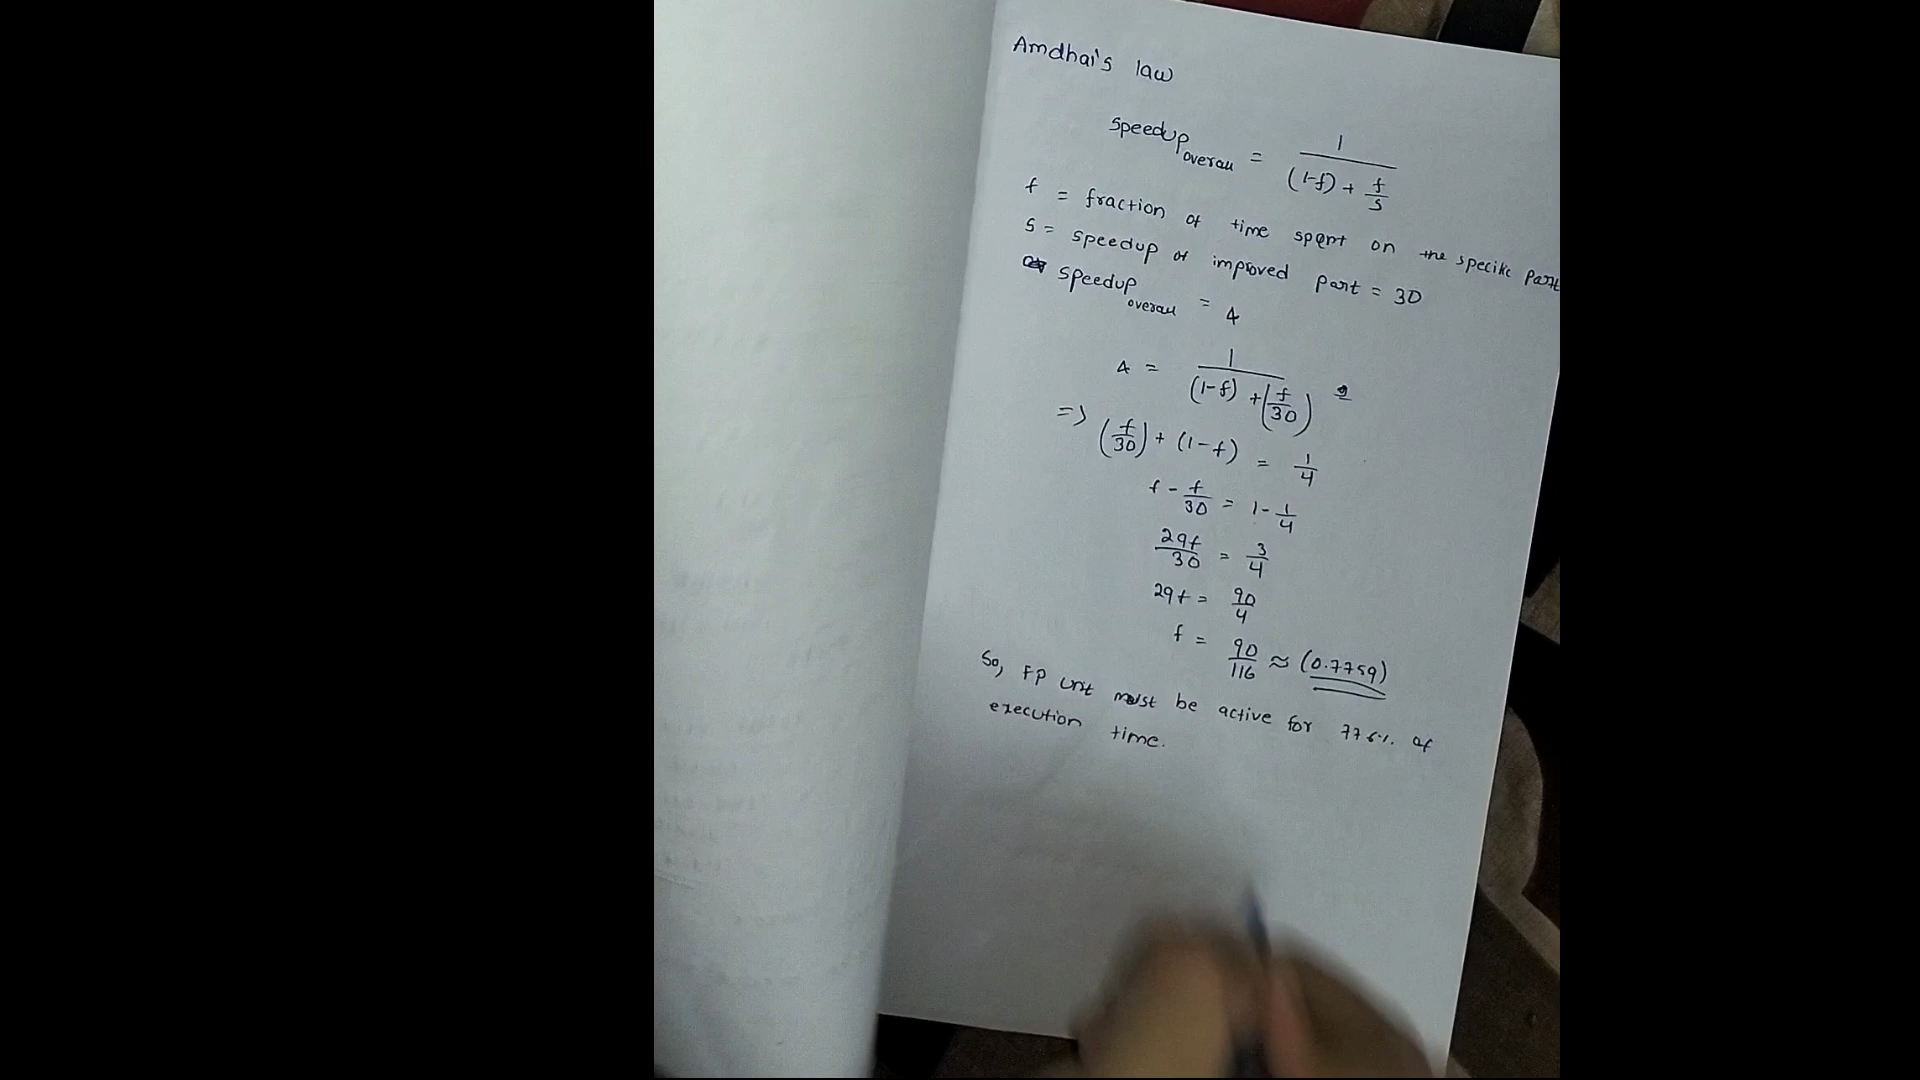 Amdhal's law
Speedup overall = 1 / ((1-f) + f/s)
f = fraction of time spent on the specific part
s = speedup of improved part = 30
speedup overall = 4
4 = 1 / ((1-f) + (f/30))
=> (f/30) + (1-f) = 1/4
f - f/30 = 1 - 1/4
29f/30 = 3/4
29f = 90/4
f = 90/116 ≈ (0.7759)
So, FP unit must be active for 77.6% of
execution time.